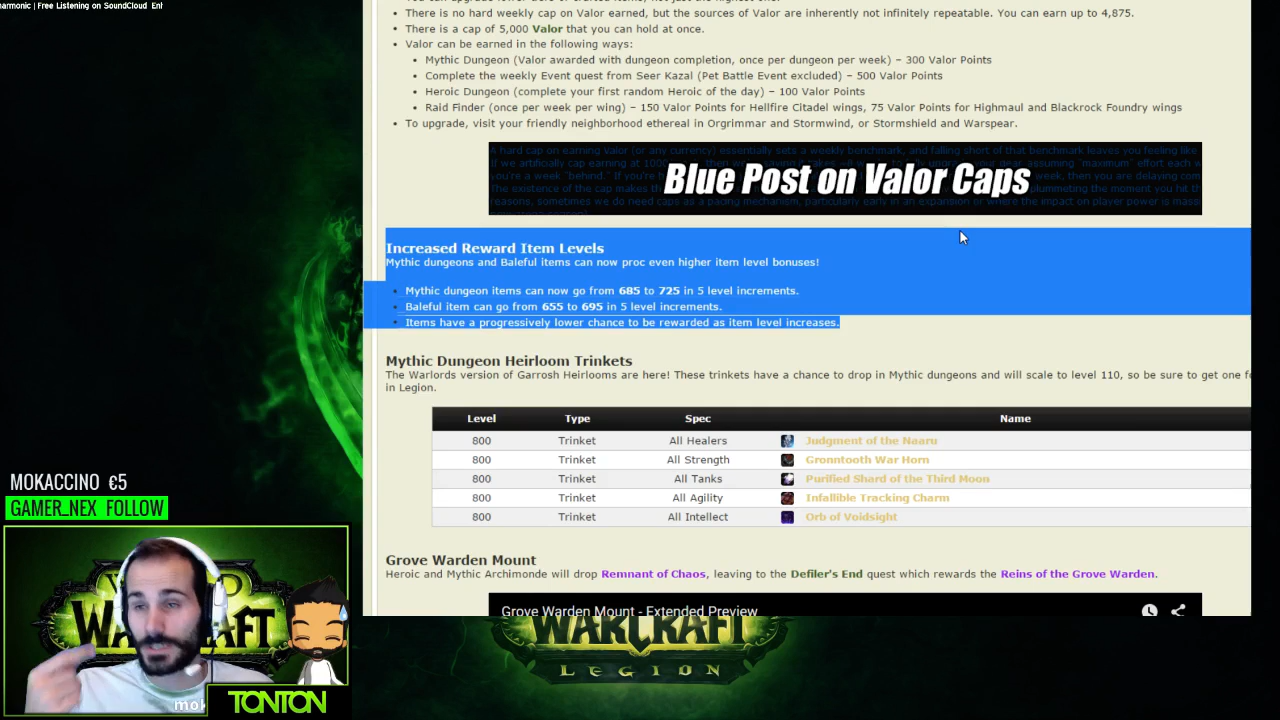 armonic | Free Listening on SoundCloud Ent
There is no hard weekly cap on Valor earned, but the sources of Valor are inherently not infinitely repeatable. You can earn up to 4,875.
There is a cap of 5,000 Valor that you can hold at once.
Valor can be earned in the following ways:
Mythic Dungeon (Valor awarded with dungeon completion, once per dungeon per week) – 300 Valor Points
Complete the weekly Event quest from Seer Kazal (Pet Battle Event excluded) – 500 Valor Points
Heroic Dungeon (complete your first random Heroic of the day) – 100 Valor Points
Raid Finder (once per week per wing) – 150 Valor Points for Hellfire Citadel wings, 75 Valor Points for Highmaul and Blackrock Foundry wings
To upgrade, visit your friendly neighborhood ethereal in Orgrimmar and Stormwind, or Stormshield and Warspear.
Blue Post on Valor Caps
Increased Reward Item Levels
Mythic dungeons and Baleful items can now proc even higher item level bonuses!
Mythic dungeon items can now go from 685 to 725 in 5 level increments.
Baleful item can go from 655 to 695 in 5 level increments.
Items have a progressively lower chance to be rewarded as item level increases.
Mythic Dungeon Heirloom Trinkets
The Warlords version of Garrosh Heirlooms are here! These trinkets have a chance to drop in Mythic dungeons and will scale to level 110, so be sure to get one f
in Legion.
Level Type Spec Name
800 Trinket All Healers Judgment of the Naaru
800 Trinket All Strength Gronntooth War Horn
800 Trinket All Tanks Purified Shard of the Third Moon
800 Trinket All Agility Infallible Tracking Charm
800 Trinket All Intellect Orb of Voidsight
Grove Warden Mount
Heroic and Mythic Archimonde will drop Remnant of Chaos, leaving to the Defiler's End quest which rewards the Reins of the Grove Warden.
Grove Warden Mount - Extended Preview
MOKACCINO €5
GAMER_NEX FOLLOW
WARCRAFT
LEGION
mok
TONTON